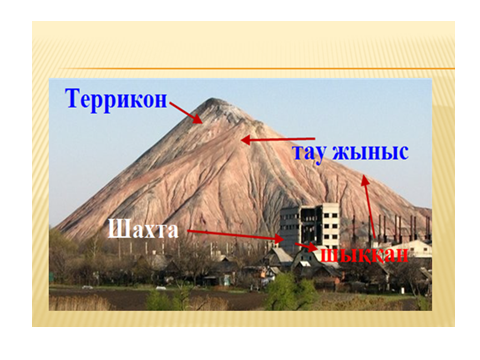 Террикон
тау жыныс
Шахта
шыққан